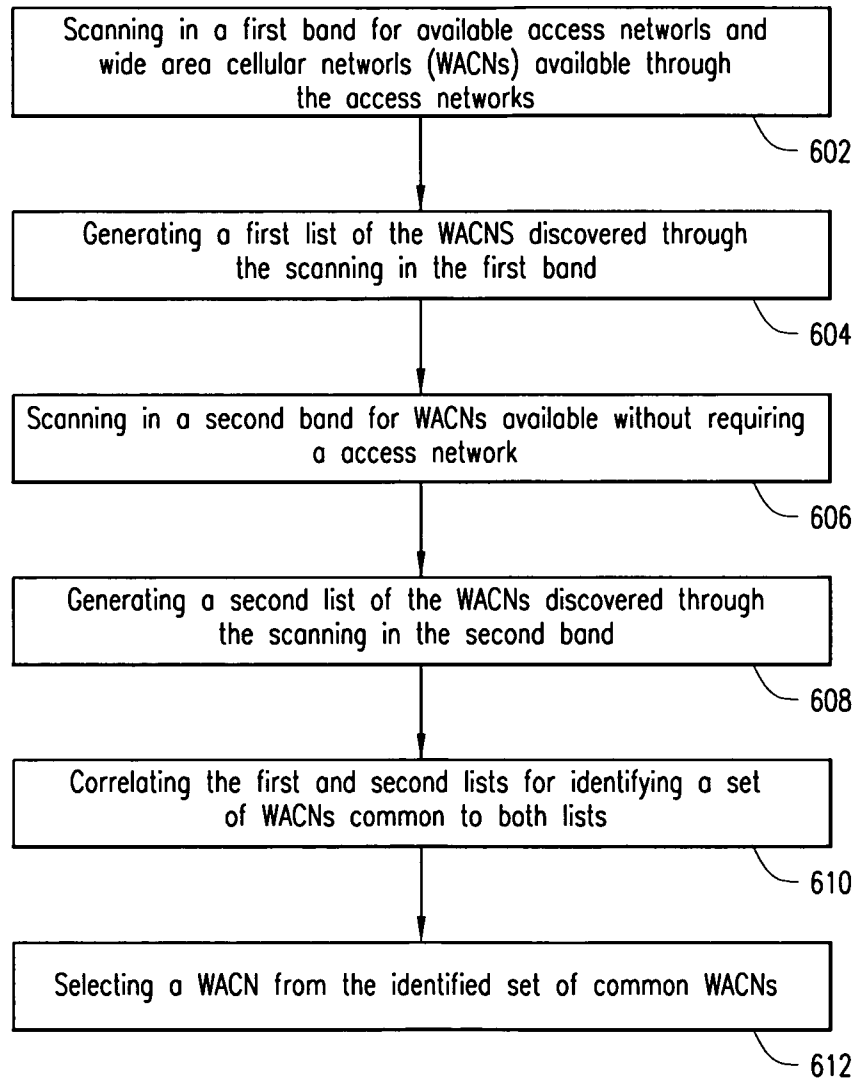 Scanning in a first band for available access networls and
wide area cellular networls (WACNs) available through
the access networks
602
Generating a first list of the WACNS discovered through
the scanning in the first band
604
Scanning in a second band for WACNs available without requiring
a access network
606
Generating a second list of the WACNs discovered through
the scanning in the second band
608
Correlating the first and second lists for identifying a set
of WACNs common to both lists
610
Selecting a WACN from the identified set of common WACNs
612